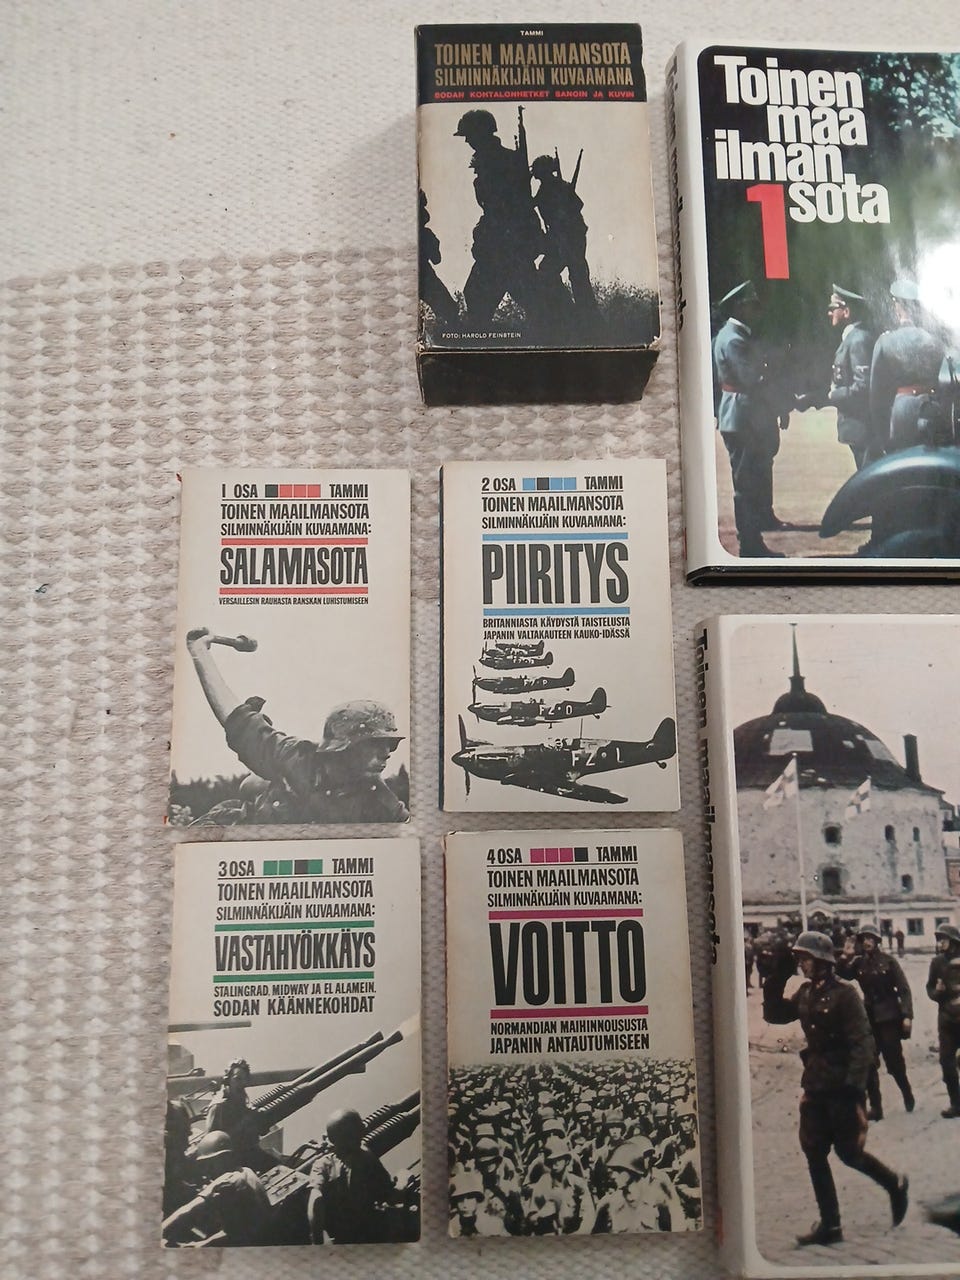 TAMMI
TOINEN MAAILMANSOTA
SILMINNÄKIJÄIN KUVAAMANA
SODAN KOHTALONHETKET SANOIN JA KUVIN
FOTO: HAROLD FEINSTEIN
Toinen
maa
ilman
1 sota
1 OSA TAMMI
TOINEN MAAILMANSOTA
SILMINNÄKIJÄIN KUVAAMANA:
SALAMASOTA
VERSAILLESIN RAUHASTA RANSKAN LUHISTUMISEEN
2 OSA TAMMI
TOINEN MAAILMANSOTA
SILMINNÄKIJÄIN KUVAAMANA:
PIIRITYS
BRITANNIASTA KÄYDYSTÄ TAISTELUSTA
JAPANIN VALTAKAUTEEN KAUKO-IDÄSSÄ
FZ P
FZ O
FZ L
3 OSA TAMMI
TOINEN MAAILMANSOTA
SILMINNÄKIJÄIN KUVAAMANA:
VASTAHYÖKKÄYS
STALINGRAD, MIDWAY JA EL ALAMEIN.
SODAN KÄÄNNEKOHDAT
4 OSA TAMMI
TOINEN MAAILMANSOTA
SILMINNÄKIJÄIN KUVAAMANA:
VOITTO
NORMANDIAN MAIHINNOUSUSTA
JAPANIN ANTAUTUMISEEN
Toinen maailmansota